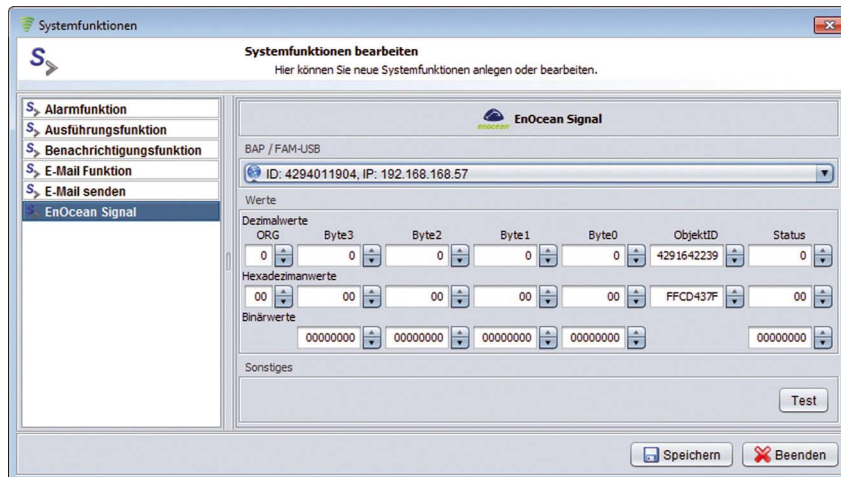 Systemfunktionen
Systemfunktionen bearbeiten
Hier können Sie neue Systemfunktionen anlegen oder bearbeiten.
Alarmfunktion
Ausführungsfunktion
Benachrichtigungsfunktion
E-Mail Funktion
E-Mail senden
EnOcean Signal
enocean EnOcean Signal
BAP / FAM-USB
ID: 4294011904, IP: 192.168.168.57
Werte
Dezimalwerte
ORG Byte3 Byte2 Byte1 Byte0 ObjektID Status
0 0 0 0 0 4291642239 0
Hexadezimanwerte
00 00 00 00 00 FFCD437F 00
Binärwerte
00000000 00000000 00000000 00000000 00000000
Sonstiges
Test
Speichern Beenden